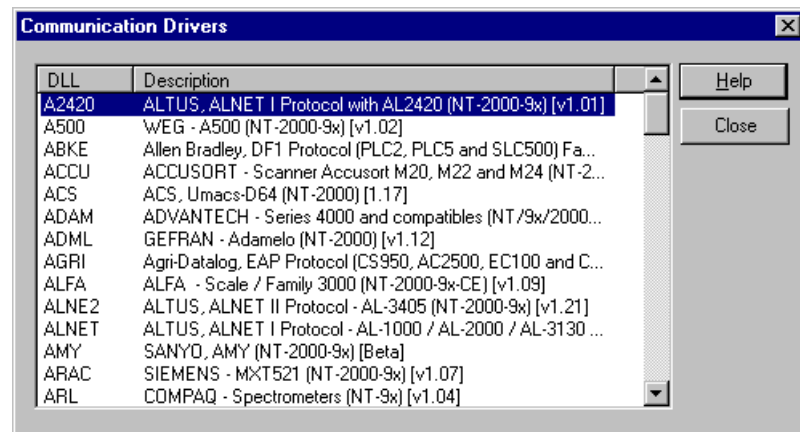 Communication Drivers
DLL Description
A2420 ALTUS, ALNET I Protocol with AL2420 (NT-2000-9x) [v1.01]
A500 WEG - A500 (NT-2000-9x) [v1.02]
ABKE Allen Bradley, DF1 Protocol (PLC2, PLC5 and SLC500) Fa...
ACCU ACCUSORT - Scanner Accusort M20, M22 and M24 (NT-2...
ACS ACS, Umacs-D64 (NT-2000) [1.17]
ADAM ADVANTECH - Series 4000 and compatibles (NT/9x/2000...
ADML GEFRAN - Adamelo (NT-2000) [v1.12]
AGRI Agri-Datalog, EAP Protocol (CS950, AC2500, EC100 and C...
ALFA ALFA - Scale / Family 3000 (NT-2000-9x-CE) [v1.09]
ALNE2 ALTUS, ALNET II Protocol - AL-3405 (NT-2000-9x) [v1.21]
ALNET ALTUS, ALNET I Protocol - AL-1000 / AL-2000 / AL-3130 ...
AMY SANYO, AMY (NT-2000-9x) [Beta]
ARAC SIEMENS - MXT521 (NT-2000-9x) [v1.07]
ARL COMPAQ - Spectrometers (NT-9x) [v1.04]
Help
Close